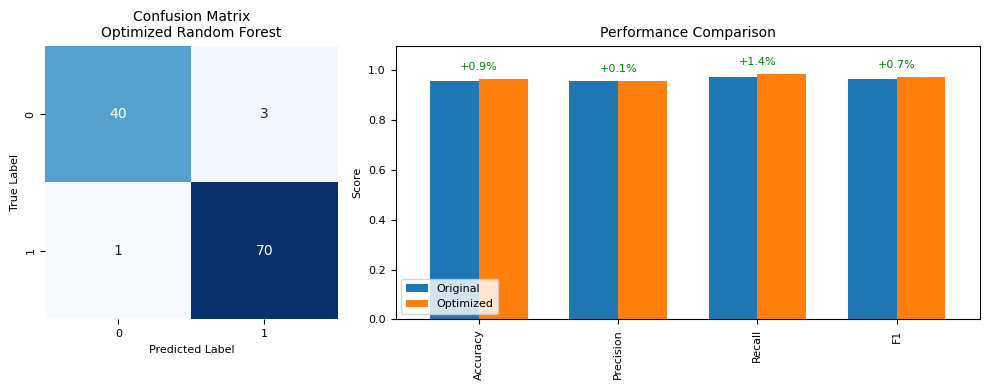 Confusion Matrix
Optimized Random Forest
True Label
0
1
40
3
1
70
0
1
Predicted Label
Performance Comparison
Score
1.0
0.8
0.6
0.4
0.2
0.0
+0.9%
+0.1%
+1.4%
+0.7%
Original
Optimized
Accuracy
Precision
Recall
F1